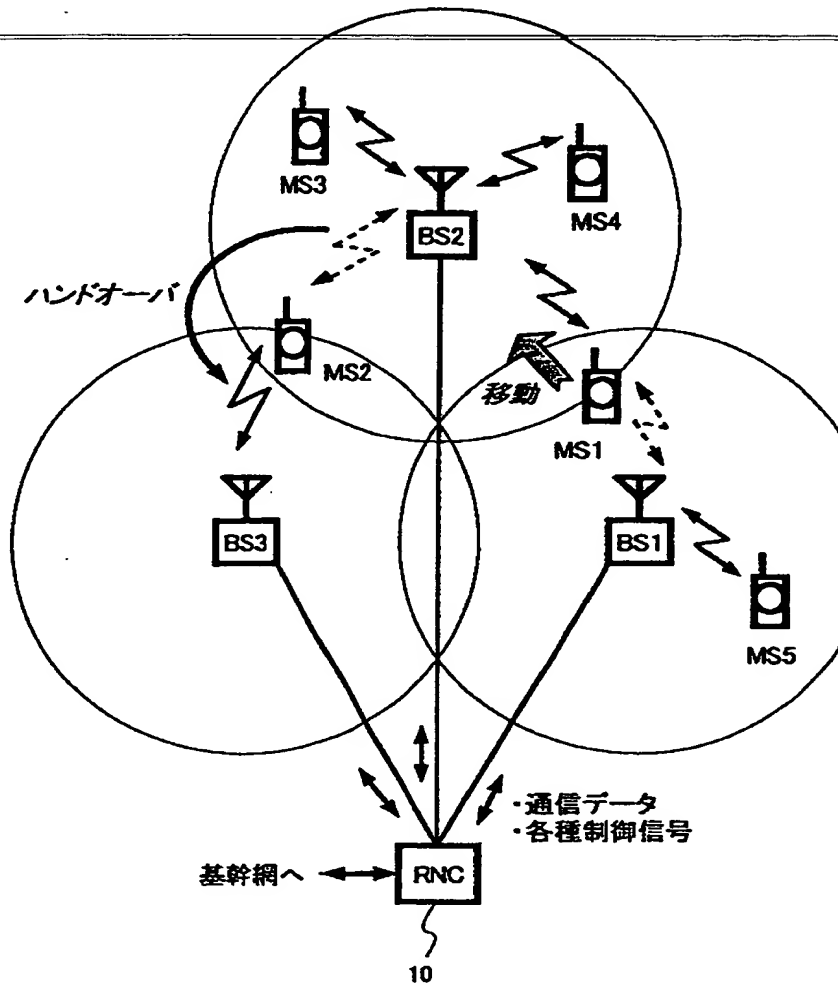 MS3
MS4
BS2
ハンドオーバ
MS2
移動
MS1
BS3
BS1
MS5
・通信データ
・各種制御信号
基幹網へ
RNC
10